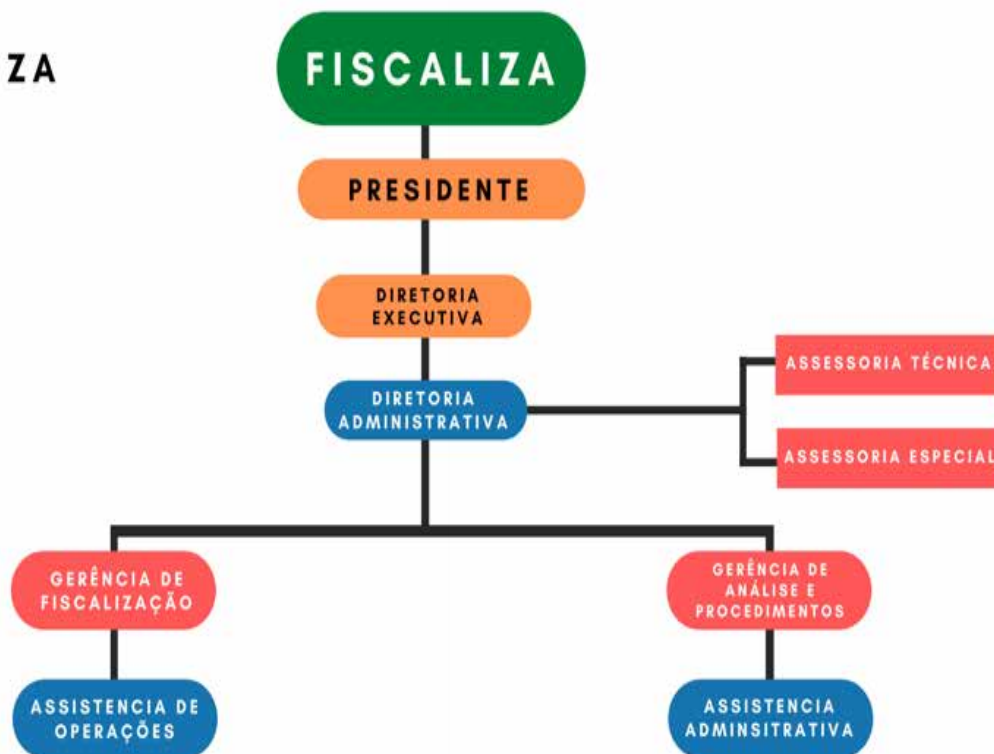 ZA
FISCALIZA
PRESIDENTE
DIRETORIA
EXECUTIVA
DIRETORIA
ADMINISTRATIVA
ASSESSORIA TÉCNICA
ASSESSORIA ESPECIAL
GERÊNCIA DE
FISCALIZAÇÃO
GERÊNCIA DE
ANÁLISE E
PROCEDIMENTOS
ASSISTENCIA DE
OPERAÇÕES
ASSISTENCIA
ADMINSITRATIVA